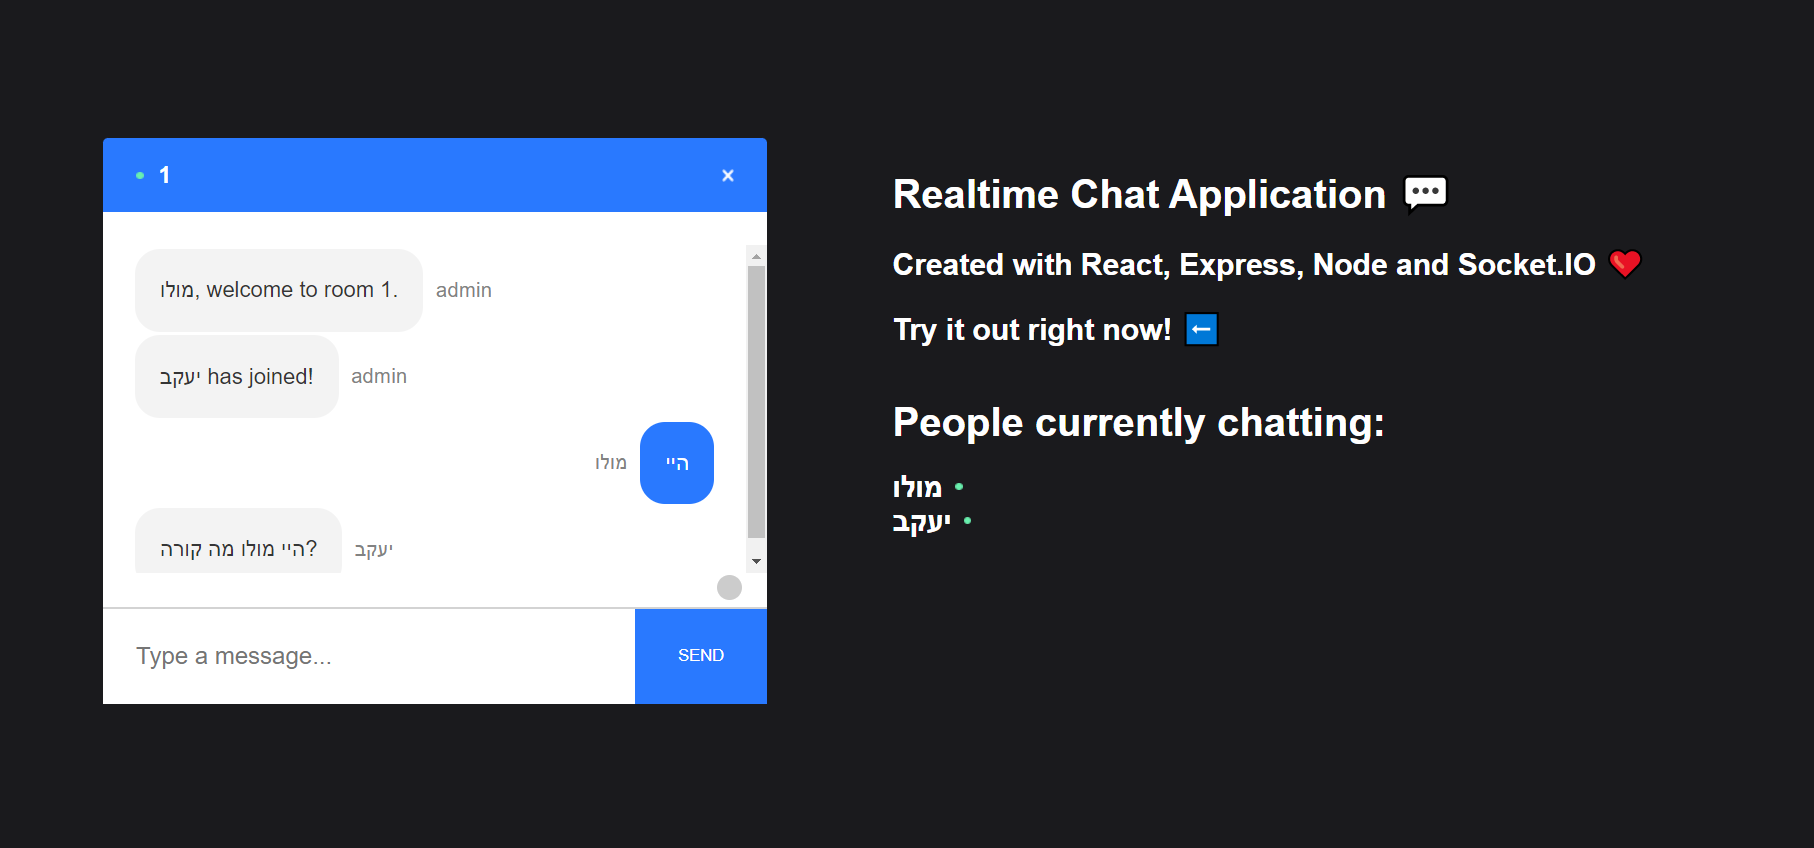 1
מולו, welcome to room 1.
admin
יעקב has joined!
admin
מולו
היי
היי מולו מה קורה?
יעקב
Type a message...
SEND
Realtime Chat Application 💬
Created with React, Express, Node and Socket.IO ❤️
Try it out right now! ⬅️
People currently chatting:
מולו
יעקב